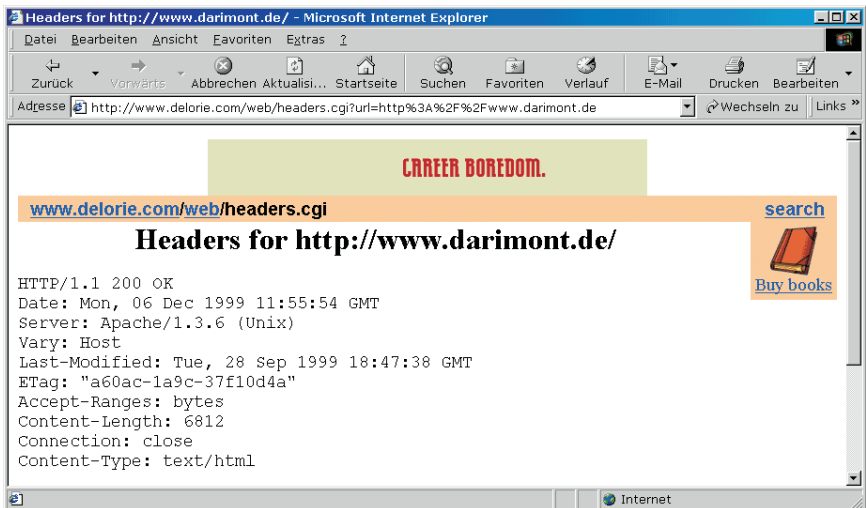 Headers for http://www.darimont.de/ - Microsoft Internet Explorer
Datei Bearbeiten Ansicht Favoriten Extras ?
Zurück Vorwärts Abbrechen Aktualisi... Startseite Suchen Favoriten Verlauf E-Mail Drucken Bearbeiten
Adresse http://www.delorie.com/web/headers.cgi?url=http%3A%2F%2Fwww.darimont.de Wechseln zu Links »
CAREER BOREDOM.
www.delorie.com/web/headers.cgi search
Headers for http://www.darimont.de/
Buy books
HTTP/1.1 200 OK
Date: Mon, 06 Dec 1999 11:55:54 GMT
Server: Apache/1.3.6 (Unix)
Vary: Host
Last-Modified: Tue, 28 Sep 1999 18:47:38 GMT
ETag: "a60ac-1a9c-37f10d4a"
Accept-Ranges: bytes
Content-Length: 6812
Connection: close
Content-Type: text/html
Internet